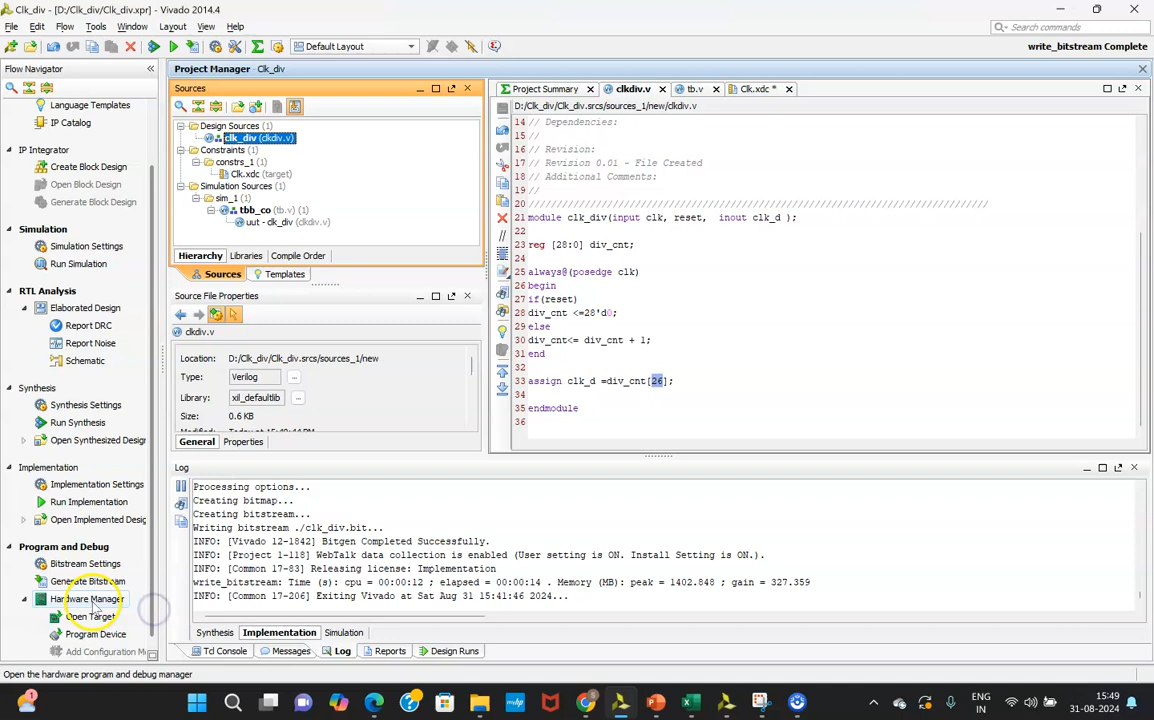 Clk_div - [D:/Clk_div/Clk_div.xpr] - Vivado 2014.4
File Edit Flow Tools Window Layout View Help
Search commands
Default Layout
write_bitstream Complete
Flow Navigator
Language Templates
IP Catalog
IP Integrator
Create Block Design
Open Block Design
Generate Block Design
Simulation
Simulation Settings
Run Simulation
RTL Analysis
Elaborated Design
Report DRC
Report Noise
Schematic
Synthesis
Synthesis Settings
Run Synthesis
Open Synthesized Design
Implementation
Implementation Settings
Run Implementation
Open Implemented Desig
Program and Debug
Bitstream Settings
Generate Bitstream
Hardware Manager
Open Target
Program Device
Add Configuration M
Project Manager - Clk_div
Sources
Design Sources (1)
clk_div (clkdiv.v)
Constraints (1)
constrs_1 (1)
Clk.xdc (target)
Simulation Sources (1)
sim_1 (1)
tbb_co (tb.v) (1)
uut - clk_div (clkdiv.v)
Hierarchy Libraries Compile Order
Sources Templates
Source File Properties
clkdiv.v
Location: D:/Clk_div/Clk_div.srcs/sources_1/new
Type: Verilog ...
Library: xil_defaultlib ...
Size: 0.6 KB
General Properties
Project Summary clkdiv.v tb.v Clk.xdc *
D:/Clk_div/Clk_div.srcs/sources_1/new/clkdiv.v
14 // Dependencies:
15 //
16 // Revision:
17 // Revision 0.01 - File Created
18 // Additional Comments:
19 //
20 //////////////////////////////////////////////////////////////////////////////////
21 module clk_div(input clk, reset,  inout clk_d );
22
23 reg [28:0] div_cnt;
24
25 always@(posedge clk)
26 begin
27 if(reset)
28 div_cnt <=28'd0;
29 else
30 div_cnt<= div_cnt + 1;
31 end
32
33 assign clk_d =div_cnt[26];
34
35 endmodule
36
Log
Processing options...
Creating bitmap...
Creating bitstream...
Writing bitstream ./clk_div.bit...
INFO: [Vivado 12-1842] Bitgen Completed Successfully.
INFO: [Project 1-118] WebTalk data collection is enabled (User setting is ON. Install Setting is ON.).
INFO: [Common 17-83] Releasing license: Implementation
write_bitstream: Time (s): cpu = 00:00:12 ; elapsed = 00:00:14 . Memory (MB): peak = 1402.848 ; gain = 327.359
INFO: [Common 17-206] Exiting Vivado at Sat Aug 31 15:41:46 2024...
Synthesis Implementation Simulation
Tcl Console Messages Log Reports Design Runs
Open the hardware program and debug manager
ENG
IN
15:49
31-08-2024